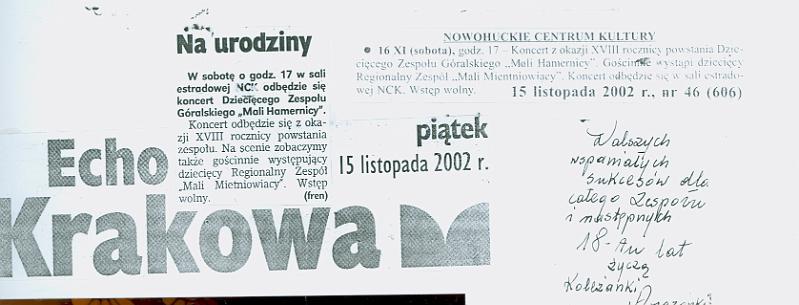 Na urodziny
W sobotę o godz. 17 w sali
estradowej NCK odbędzie się
koncert Dziecięcego Zespołu
Góralskiego „Mali Hamernicy".
Koncert odbędzie się z oka-
zji XVIII rocznicy powstania
zespołu. Na scenie zobaczymy
także gościnnie występujący
dziecięcy Regionalny Zespół
„Mali Mietniowiacy". Wstęp
wolny. (fren)
NOWOHUCKIE CENTRUM KULTURY
● 16 XI (sobota), godz. 17 – Koncert z okazji XVIII rocznicy powstania Dzie-
cięcego Zespołu Góralskiego „Mali Hamernicy". Gościnnie wystąpi dziecięcy
Regionalny Zespół „Mali Mietniowiacy". Koncert odbędzie się w sali estrado-
wej NCK. Wstęp wolny. 15 listopada 2002 r., nr 46 (606)
piątek
15 listopada 2002 r.
Echo
Krakowa
Dalszych
wspaniałych
sukcesów dla
całego Zespołu
i następnych
18-tu lat
życzą
Koleżanki